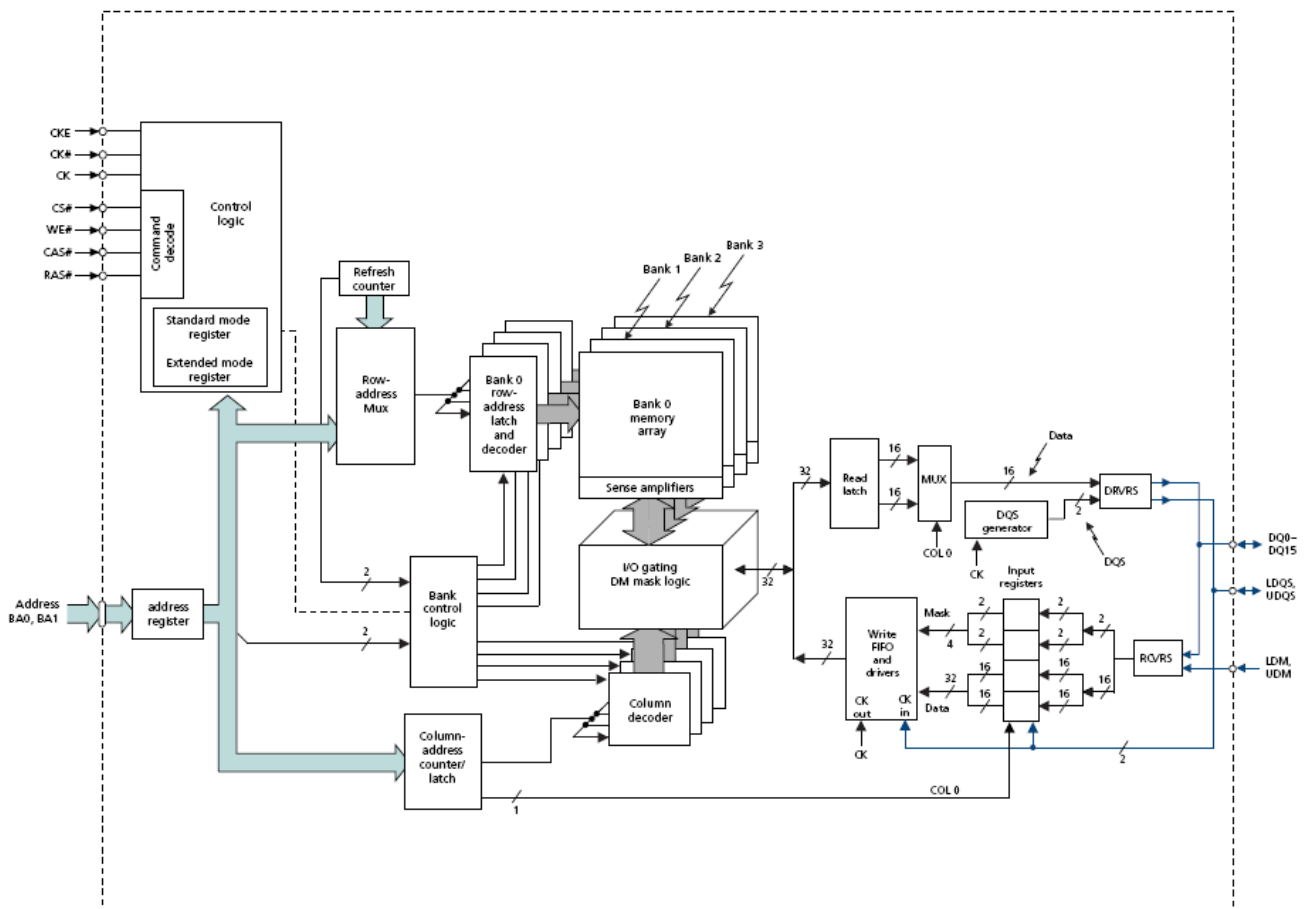 CKE
CK#
CK
CS#
WE#
CAS#
RAS#
Command
decode
Control
logic
Standard mode
register
Extended mode
register
Refresh
counter
Row-
address
Mux
Bank 0
row-
address
latch
and
decoder
Bank 1
Bank 2
Bank 3
Bank 0
memory
array
Sense amplifiers
I/O gating
DM mask logic
32
Address
BA0, BA1
address
register
2
2
Bank
control
logic
Column
decoder
Column-
address
counter/
latch
1
COL 0
32
Read
latch
16
16
MUX
COL 0
16
Data
DQS
generator
CK
2
DQS
DRVRS
DQ0–
DQ15
LDQS,
UDQS
LDM,
UDM
Input
registers
32
Write
FIFO
and
drivers
CK
out
CK
in
CK
Mask
4
32
Data
2
2
16
16
2
2
16
16
2
16
RCVRS
2